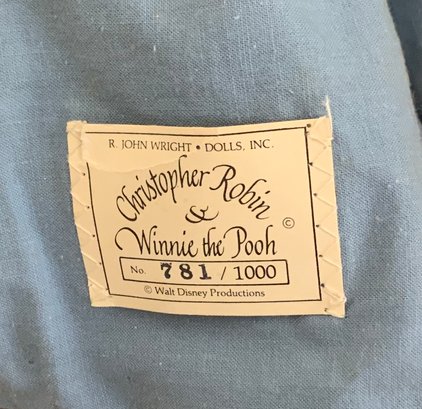 R. JOHN WRIGHT • DOLLS, INC.
Christopher Robin
&
Winnie the Pooh ©
No. 781 / 1000
© Walt Disney Productions